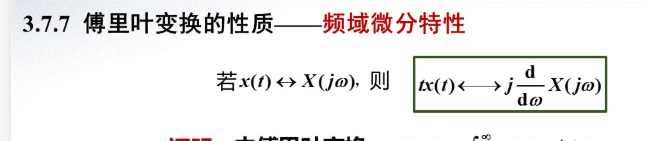 3.7.7 傅里叶变换的性质——频域微分特性
若x(t)↔X(jω), 则 tx(t)⟷j d/dω X(jω)